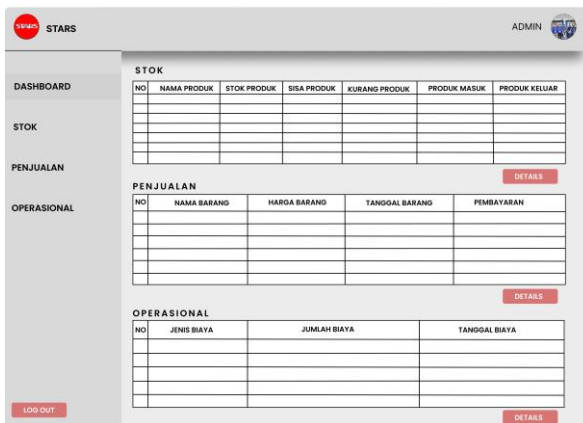 STARS STARS ADMIN
DASHBOARD
STOK
PENJUALAN
OPERASIONAL
LOG OUT
STOK
NO NAMA PRODUK STOK PRODUK SISA PRODUK KURANG PRODUK PRODUK MASUK PRODUK KELUAR
DETAILS
PENJUALAN
NO NAMA BARANG HARGA BARANG TANGGAL BARANG PEMBAYARAN
DETAILS
OPERASIONAL
NO JENIS BIAYA JUMLAH BIAYA TANGGAL BIAYA
DETAILS